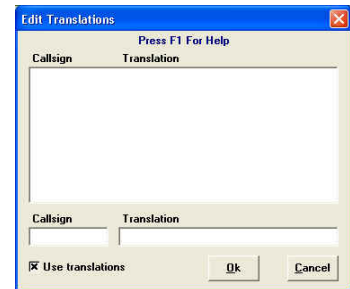 Edit Translations
Press F1 For Help
Callsign Translation
Callsign Translation
Use translations Ok Cancel